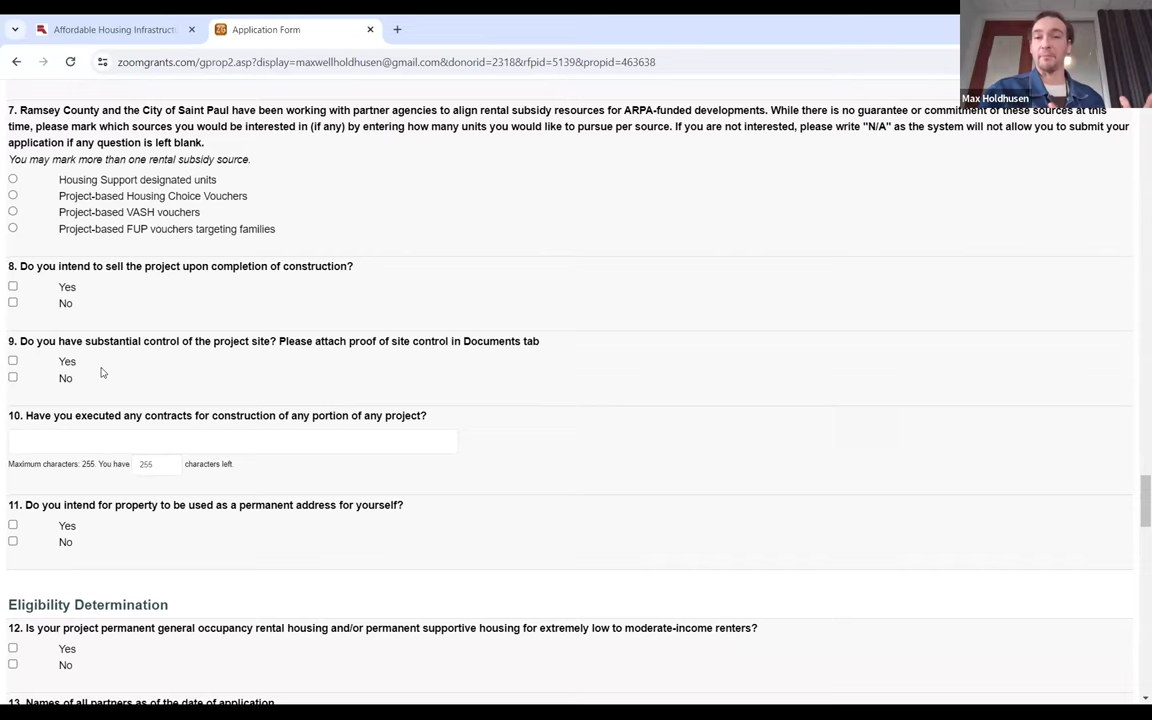 Affordable Housing Infrastruct
Application Form
zoomgrants.com/gprop2.asp?display=maxwellholdhusen@gmail.com&donorid=2318&rfpid=5139&propid=463638
Max Holdhusen
7. Ramsey County and the City of Saint Paul have been working with partner agencies to align rental subsidy resources for ARPA-funded developments. While there is no guarantee or commitment of these sources at this
time, please mark which sources you would be interested in (if any) by entering how many units you would like to pursue per source. If you are not interested, please write "N/A" as the system will not allow you to submit your
application if any question is left blank.
You may mark more than one rental subsidy source.
Housing Support designated units
Project-based Housing Choice Vouchers
Project-based VASH vouchers
Project-based FUP vouchers targeting families
8. Do you intend to sell the project upon completion of construction?
Yes
No
9. Do you have substantial control of the project site? Please attach proof of site control in Documents tab
Yes
No
10. Have you executed any contracts for construction of any portion of any project?
Maximum characters: 255. You have 255 characters left.
11. Do you intend for property to be used as a permanent address for yourself?
Yes
No
Eligibility Determination
12. Is your project permanent general occupancy rental housing and/or permanent supportive housing for extremely low to moderate-income renters?
Yes
No
13. Names of all partners as of the date of application